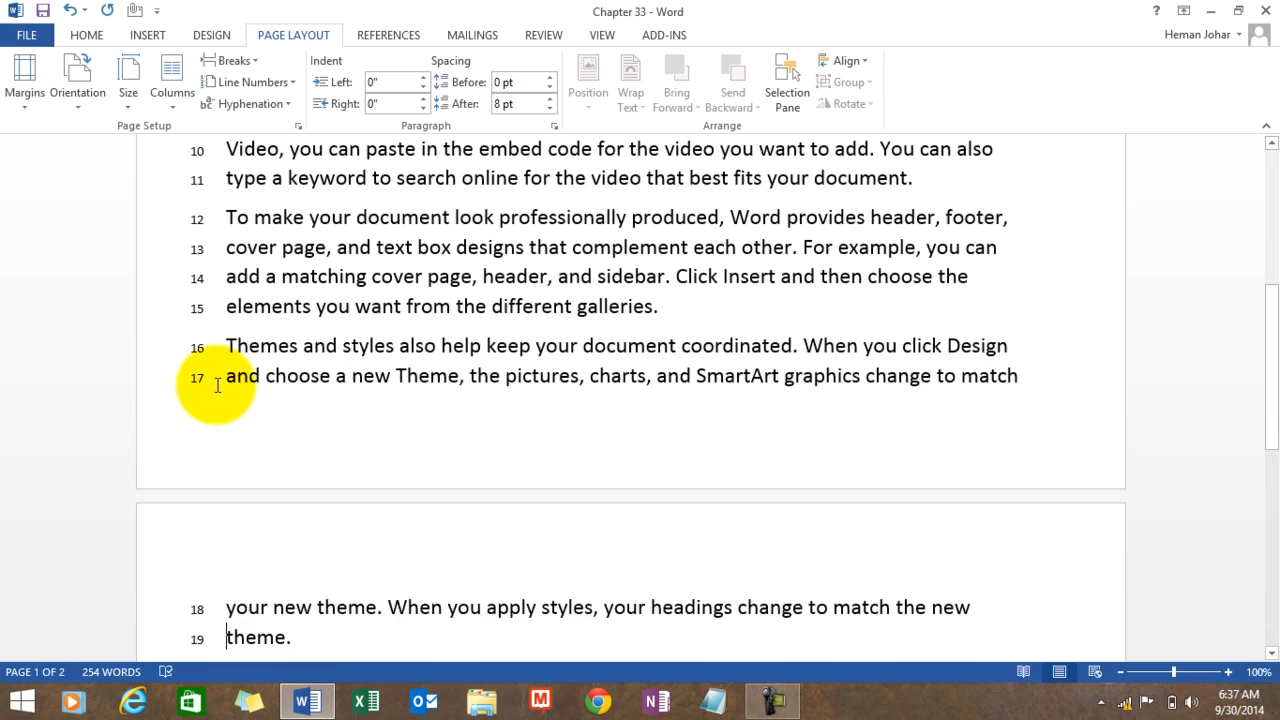 Chapter 33 - Word
FILE HOME INSERT DESIGN PAGE LAYOUT REFERENCES MAILINGS REVIEW VIEW ADD-INS Heman Johar
Breaks Indent Spacing Align
Line Numbers Left: 0" Before: 0 pt Group
Margins Orientation Size Columns Hyphenation Right: 0" After: 8 pt Position Wrap Text Bring Forward Send Backward Selection Pane Rotate
Page Setup Paragraph Arrange
10 Video, you can paste in the embed code for the video you want to add. You can also
11 type a keyword to search online for the video that best fits your document.
12 To make your document look professionally produced, Word provides header, footer,
13 cover page, and text box designs that complement each other. For example, you can
14 add a matching cover page, header, and sidebar. Click Insert and then choose the
15 elements you want from the different galleries.
16 Themes and styles also help keep your document coordinated. When you click Design
17 and choose a new Theme, the pictures, charts, and SmartArt graphics change to match
18 your new theme. When you apply styles, your headings change to match the new
19 theme.
PAGE 1 OF 2 254 WORDS 100%
6:37 AM
9/30/2014